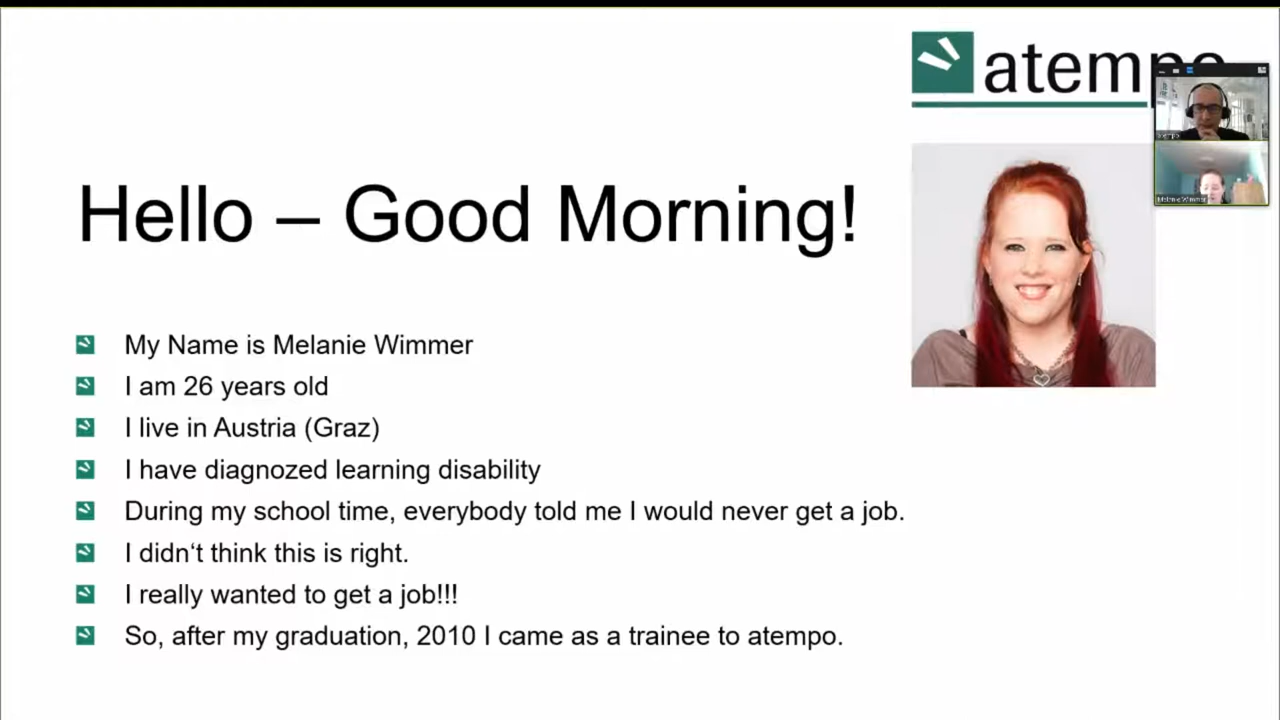 atempo
Hello – Good Morning!
My Name is Melanie Wimmer
I am 26 years old
I live in Austria (Graz)
I have diagnozed learning disability
During my school time, everybody told me I would never get a job.
I didn‘t think this is right.
I really wanted to get a job!!!
So, after my graduation, 2010 I came as a trainee to atempo.
Melanie Wimmer